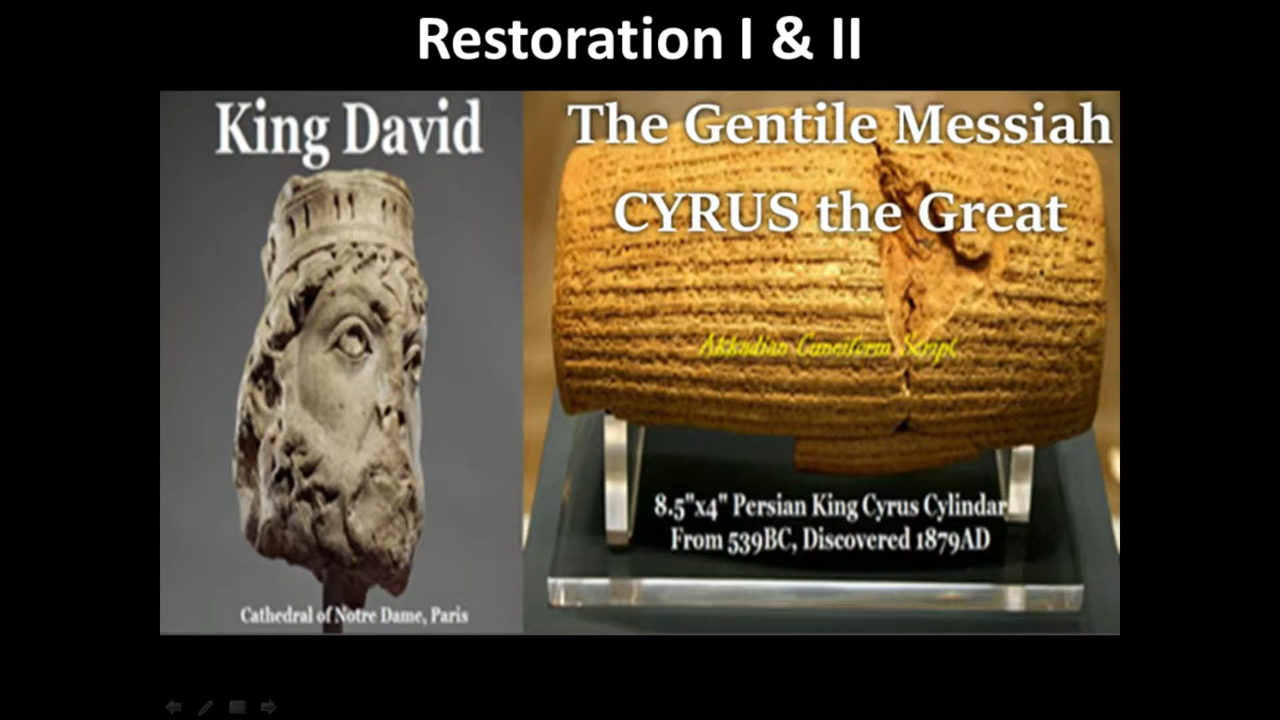 Restoration I & II
King David
Cathedral of Notre Dame, Paris
The Gentile Messiah
CYRUS the Great
Akkadian Cuneiform Script
8.5"x4" Persian King Cyrus Cylindar
From 539BC, Discovered 1879AD